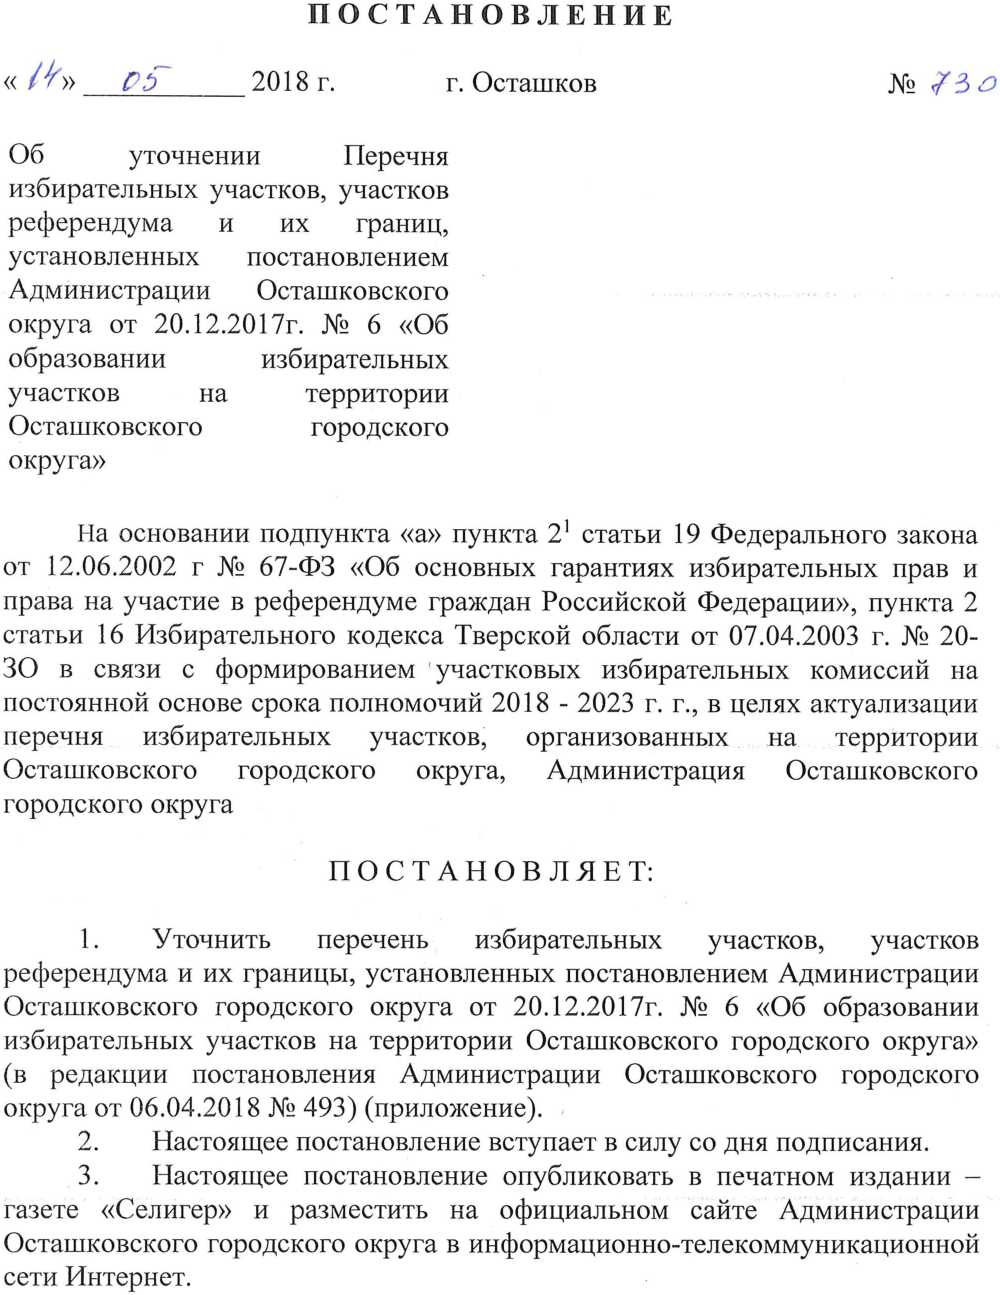 ПОСТАНОВЛЕНИЕ
« 14 » 05 2018 г. г. Осташков № 730
Об уточнении Перечня
избирательных участков, участков
референдума и их границ,
установленных постановлением
Администрации Осташковского
округа от 20.12.2017г. № 6 «Об
образовании избирательных
участков на территории
Осташковского городского
округа»
На основании подпункта «а» пункта 2¹ статьи 19 Федерального закона
от 12.06.2002 г № 67-ФЗ «Об основных гарантиях избирательных прав и
права на участие в референдуме граждан Российской Федерации», пункта 2
статьи 16 Избирательного кодекса Тверской области от 07.04.2003 г. № 20-
ЗО в связи с формированием участковых избирательных комиссий на
постоянной основе срока полномочий 2018 - 2023 г. г., в целях актуализации
перечня избирательных участков, организованных на территории
Осташковского городского округа, Администрация Осташковского
городского округа
ПОСТАНОВЛЯЕТ:
1. Уточнить перечень избирательных участков, участков
референдума и их границы, установленных постановлением Администрации
Осташковского городского округа от 20.12.2017г. № 6 «Об образовании
избирательных участков на территории Осташковского городского округа»
(в редакции постановления Администрации Осташковского городского
округа от 06.04.2018 № 493) (приложение).
2. Настоящее постановление вступает в силу со дня подписания.
3. Настоящее постановление опубликовать в печатном издании –
газете «Селигер» и разместить на официальном сайте Администрации
Осташковского городского округа в информационно-телекоммуникационной
сети Интернет.